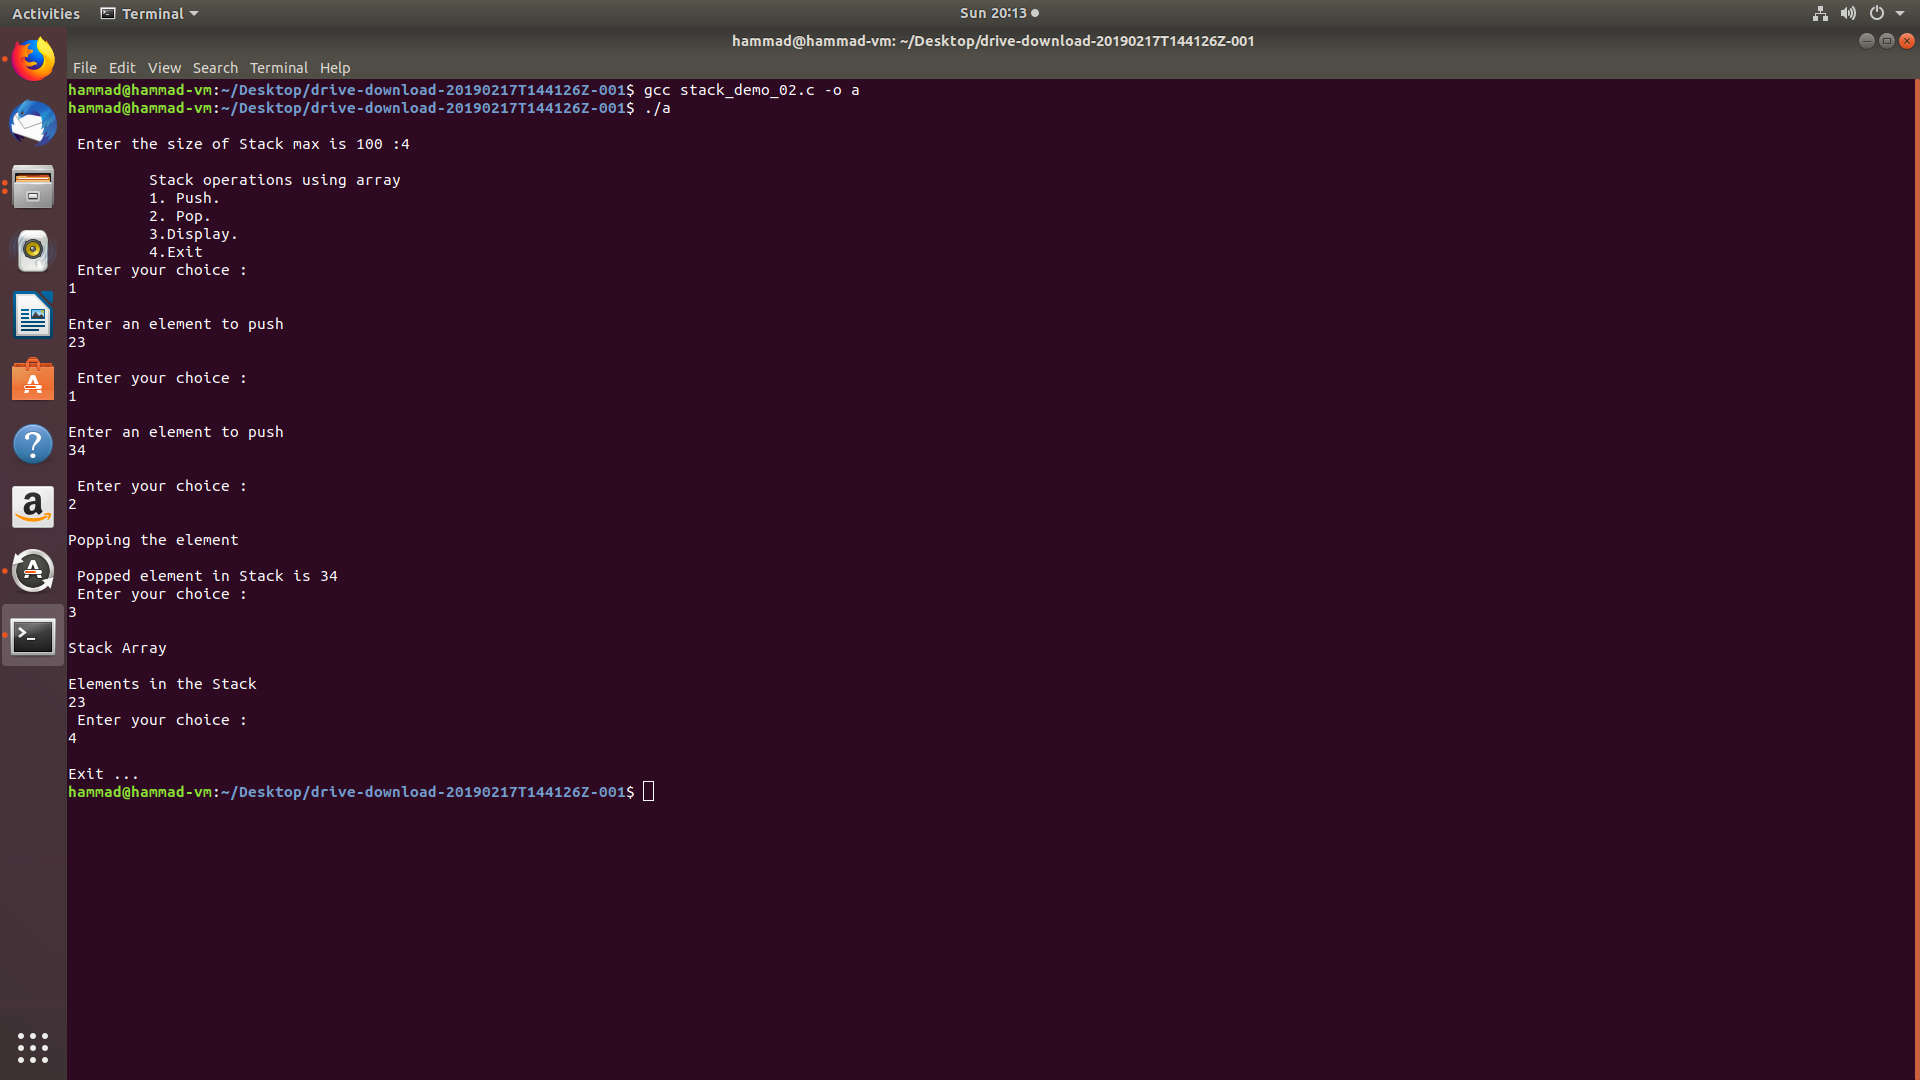 Activities Terminal Sun 20:13
hammad@hammad-vm: ~/Desktop/drive-download-20190217T144126Z-001
File Edit View Search Terminal Help
hammad@hammad-vm:~/Desktop/drive-download-20190217T144126Z-001$ gcc stack_demo_02.c -o a
hammad@hammad-vm:~/Desktop/drive-download-20190217T144126Z-001$ ./a
Enter the size of Stack max is 100 :4
Stack operations using array
1. Push.
2. Pop.
3.Display.
4.Exit
Enter your choice :
1
Enter an element to push
23
Enter your choice :
1
Enter an element to push
34
Enter your choice :
2
Popping the element
Popped element in Stack is 34
Enter your choice :
3
Stack Array
Elements in the Stack
23
Enter your choice :
4
Exit ...
hammad@hammad-vm:~/Desktop/drive-download-20190217T144126Z-001$